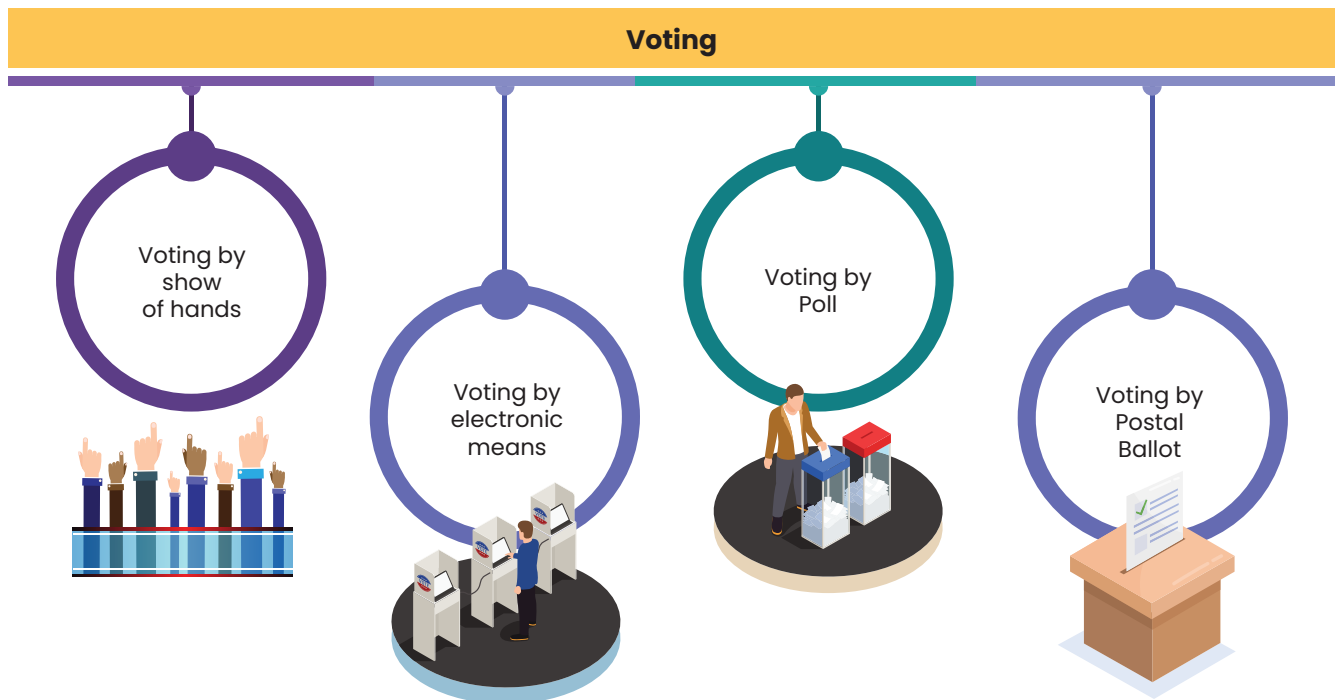 Voting
Voting by
show
of hands
Voting by
electronic
means
Voting by
Poll
Voting by
Postal
Ballot